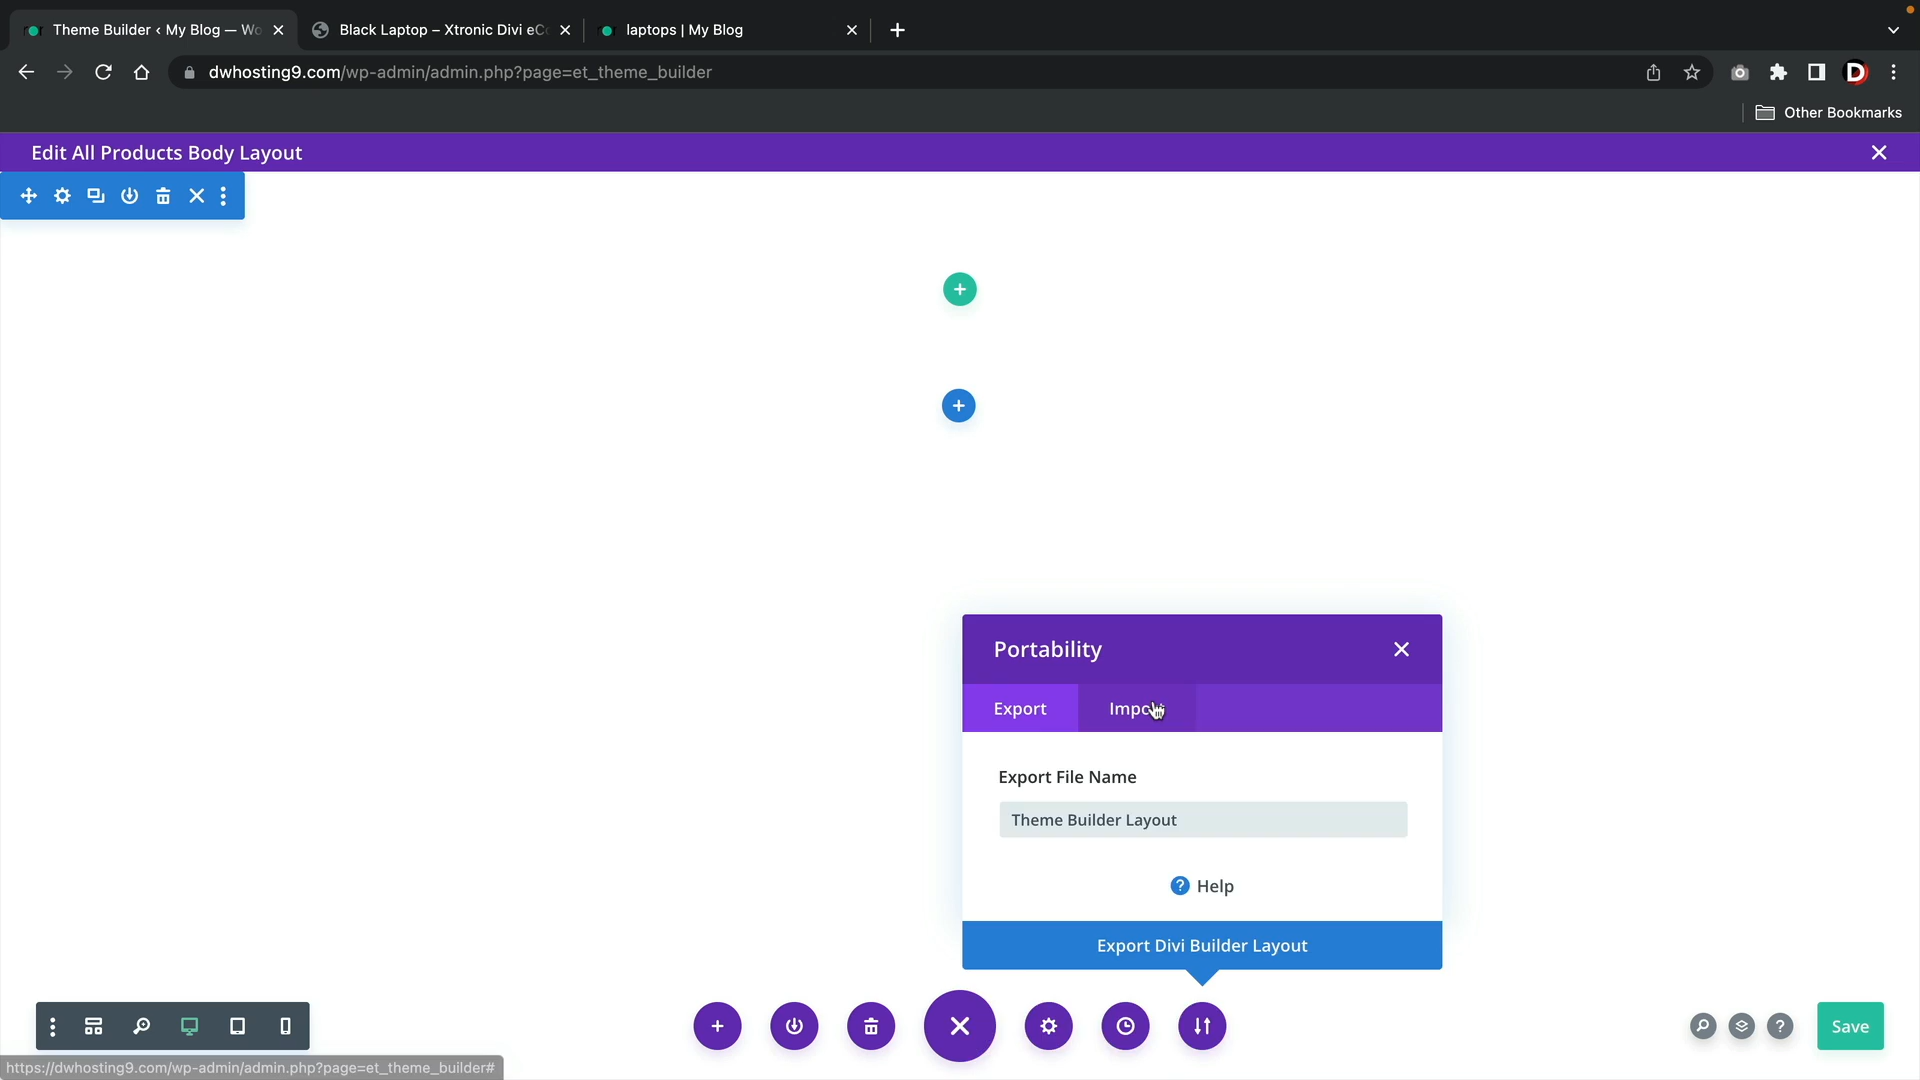 Theme Builder ‹ My Blog — Wo
Black Laptop – Xtronic Divi eCo
laptops | My Blog
dwhosting9.com/wp-admin/admin.php?page=et_theme_builder
D
Other Bookmarks
Edit All Products Body Layout
Portability
Export
Import
Export File Name
Theme Builder Layout
? Help
Export Divi Builder Layout
?
Save
https://dwhosting9.com/wp-admin/admin.php?page=et_theme_builder#